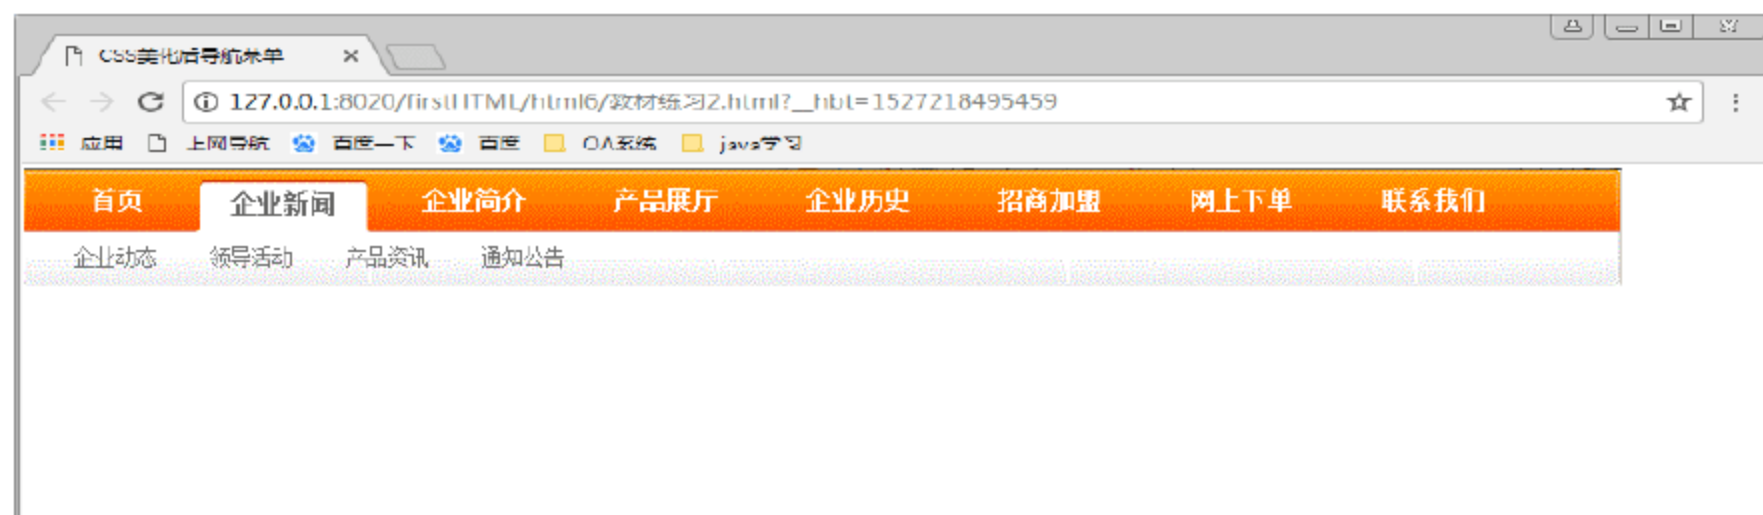 CSS美化后导航菜单
127.0.0.1:8020/firstHTML/html6/教材练习2.html?__hbt=1527218495459
应用 上网导航 百度一下 百度 OA系统 java学习
首页 企业新闻 企业简介 产品展厅 企业历史 招商加盟 网上下单 联系我们
企业动态 领导活动 产品资讯 通知公告